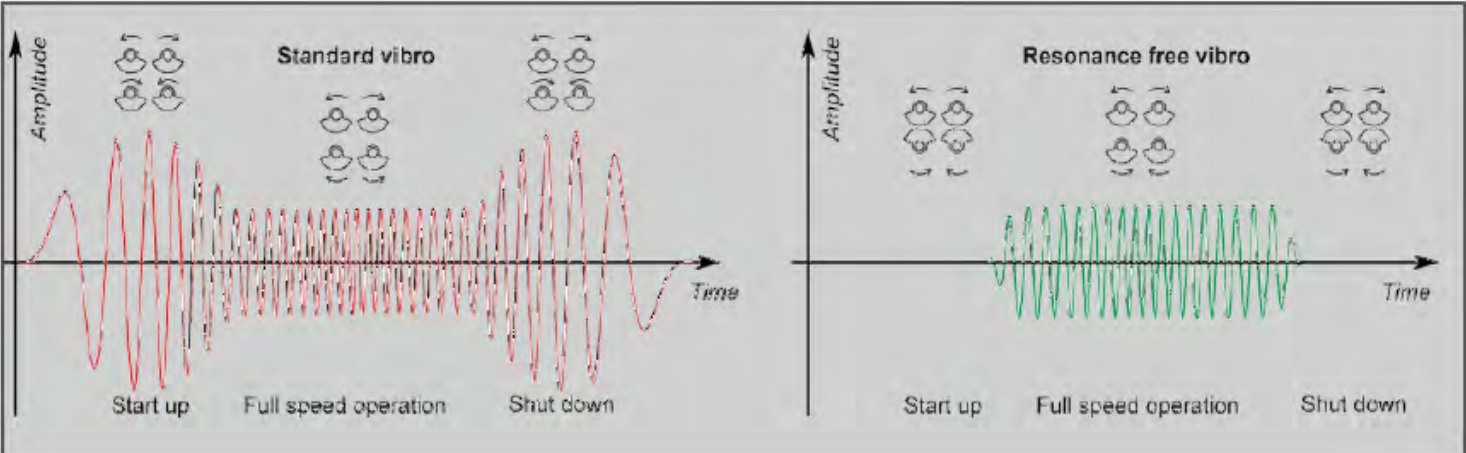 Standard vibro
Amplitude
Time
Start up
Full speed operation
Shut down
Resonance free vibro
Amplitude
Time
Start up
Full speed operation
Shut down